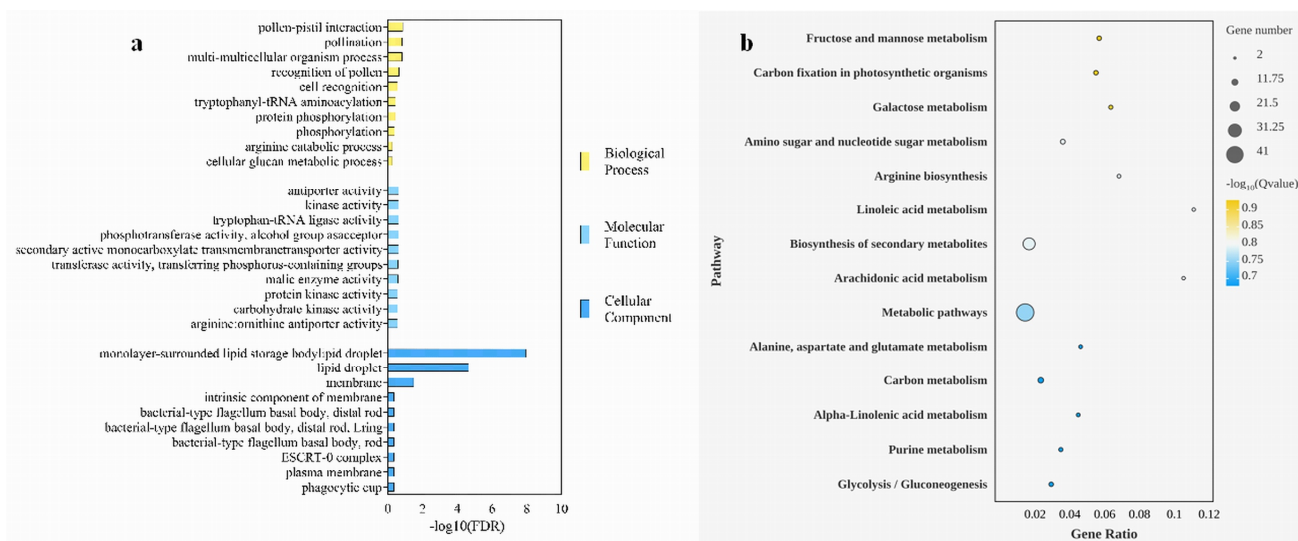 a
pollen-pistil interaction
pollination
multi-multicellular organism process
recognition of pollen
cell recognition
tryptophanyl-tRNA aminoacylation
protein phosphorylation
phosphorylation
arginine catabolic process
cellular glucan metabolic process
antiporter activity
kinase activity
tryptophan-tRNA ligase activity
phosphotransferase activity, alcohol group asacceptor
secondary active monocarboxylate transmembranetransporter activity
transferase activity, transferring phosphorus-containing groups
malic enzyme activity
protein kinase activity
carbohydrate kinase activity
arginine:ornithine antiporter activity
monolayer-surrounded lipid storage bodylipid droplet
lipid droplet
membrane
intrinsic component of membrane
bacterial-type flagellum basal body, distal rod
bacterial-type flagellum basal body, distal rod, Lring
bacterial-type flagellum basal body, rod
ESCRT-0 complex
plasma membrane
phagocytic cup
0 2 4 6 8 10
-log10(FDR)
Biological
Process
Molecular
Function
Cellular
Component
b
Pathway
Fructose and mannose metabolism
Carbon fixation in photosynthetic organisms
Galactose metabolism
Amino sugar and nucleotide sugar metabolism
Arginine biosynthesis
Linoleic acid metabolism
Biosynthesis of secondary metabolites
Arachidonic acid metabolism
Metabolic pathways
Alanine, aspartate and glutamate metabolism
Carbon metabolism
Alpha-Linolenic acid metabolism
Purine metabolism
Glycolysis / Gluconeogenesis
0.02 0.04 0.06 0.08 0.1 0.12
Gene Ratio
Gene number
2
11.75
21.5
31.25
41
-log₁₀(Qvalue)
0.9
0.85
0.8
0.75
0.7